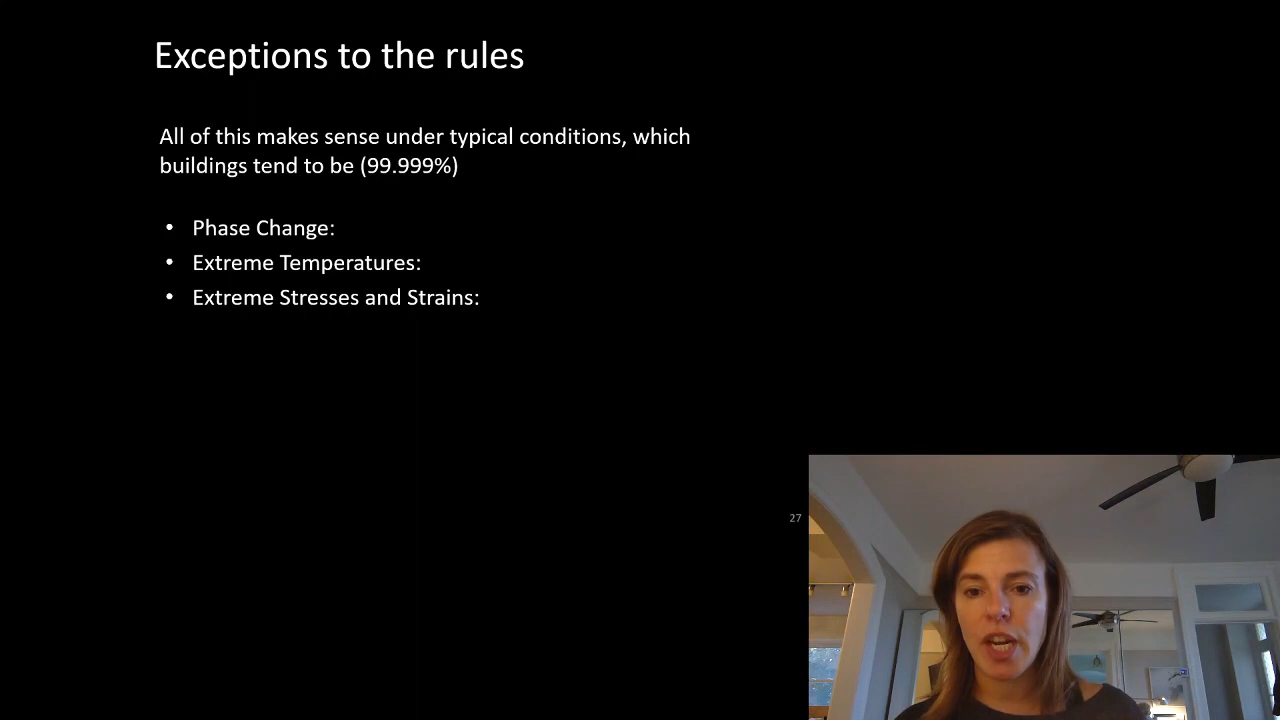 Exceptions to the rules
All of this makes sense under typical conditions, which
buildings tend to be (99.999%)
• Phase Change:
• Extreme Temperatures:
• Extreme Stresses and Strains:
27